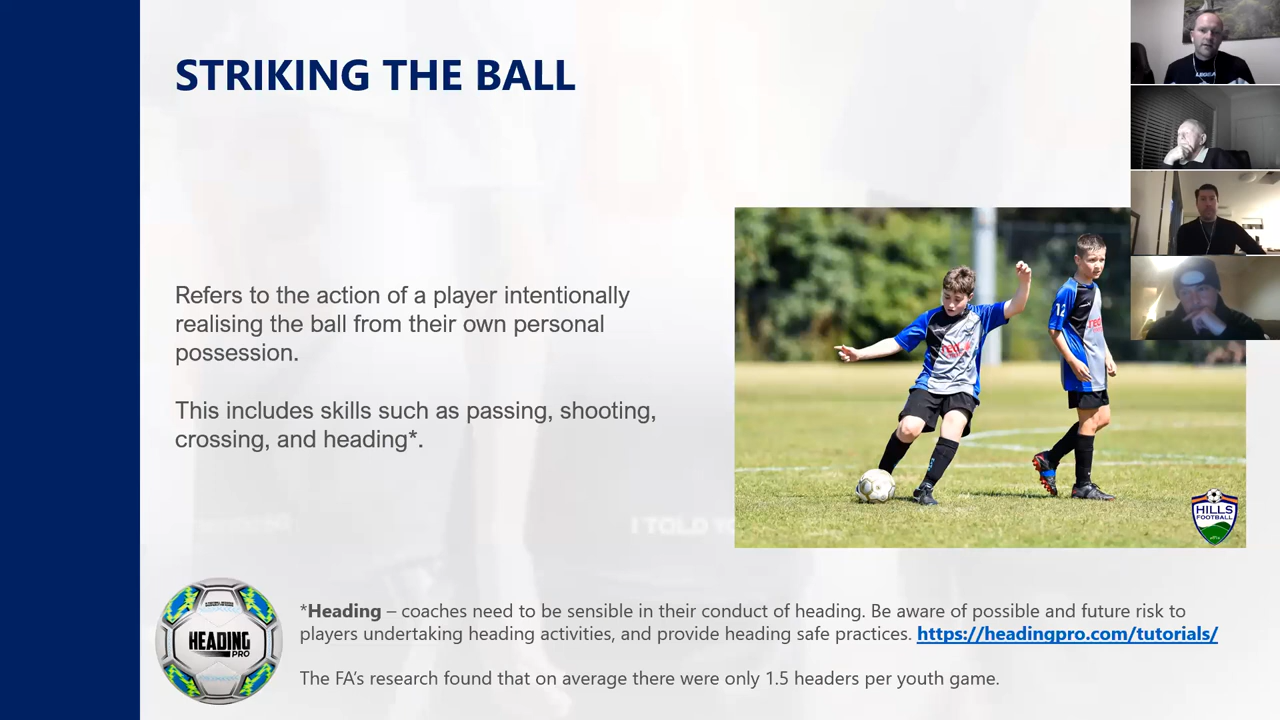 STRIKING THE BALL
Refers to the action of a player intentionally
realising the ball from their own personal
possession.
This includes skills such as passing, shooting,
crossing, and heading*.
12
HILLS
FOOTBALL
I TOLD
HEADING
PRO
*Heading – coaches need to be sensible in their conduct of heading. Be aware of possible and future risk to
players undertaking heading activities, and provide heading safe practices. https://headingpro.com/tutorials/
The FA's research found that on average there were only 1.5 headers per youth game.